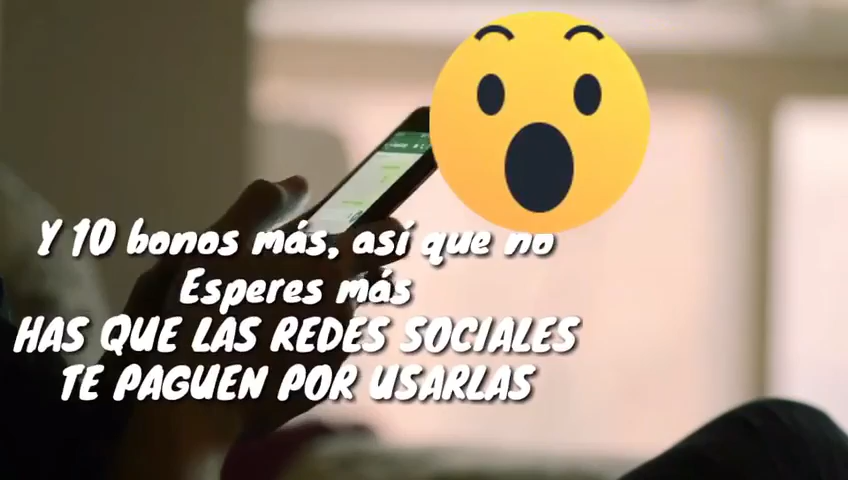 Y 10 bonos más, así que no
Esperes más
HAS QUE LAS REDES SOCIALES
TE PAGUEN POR USARLAS